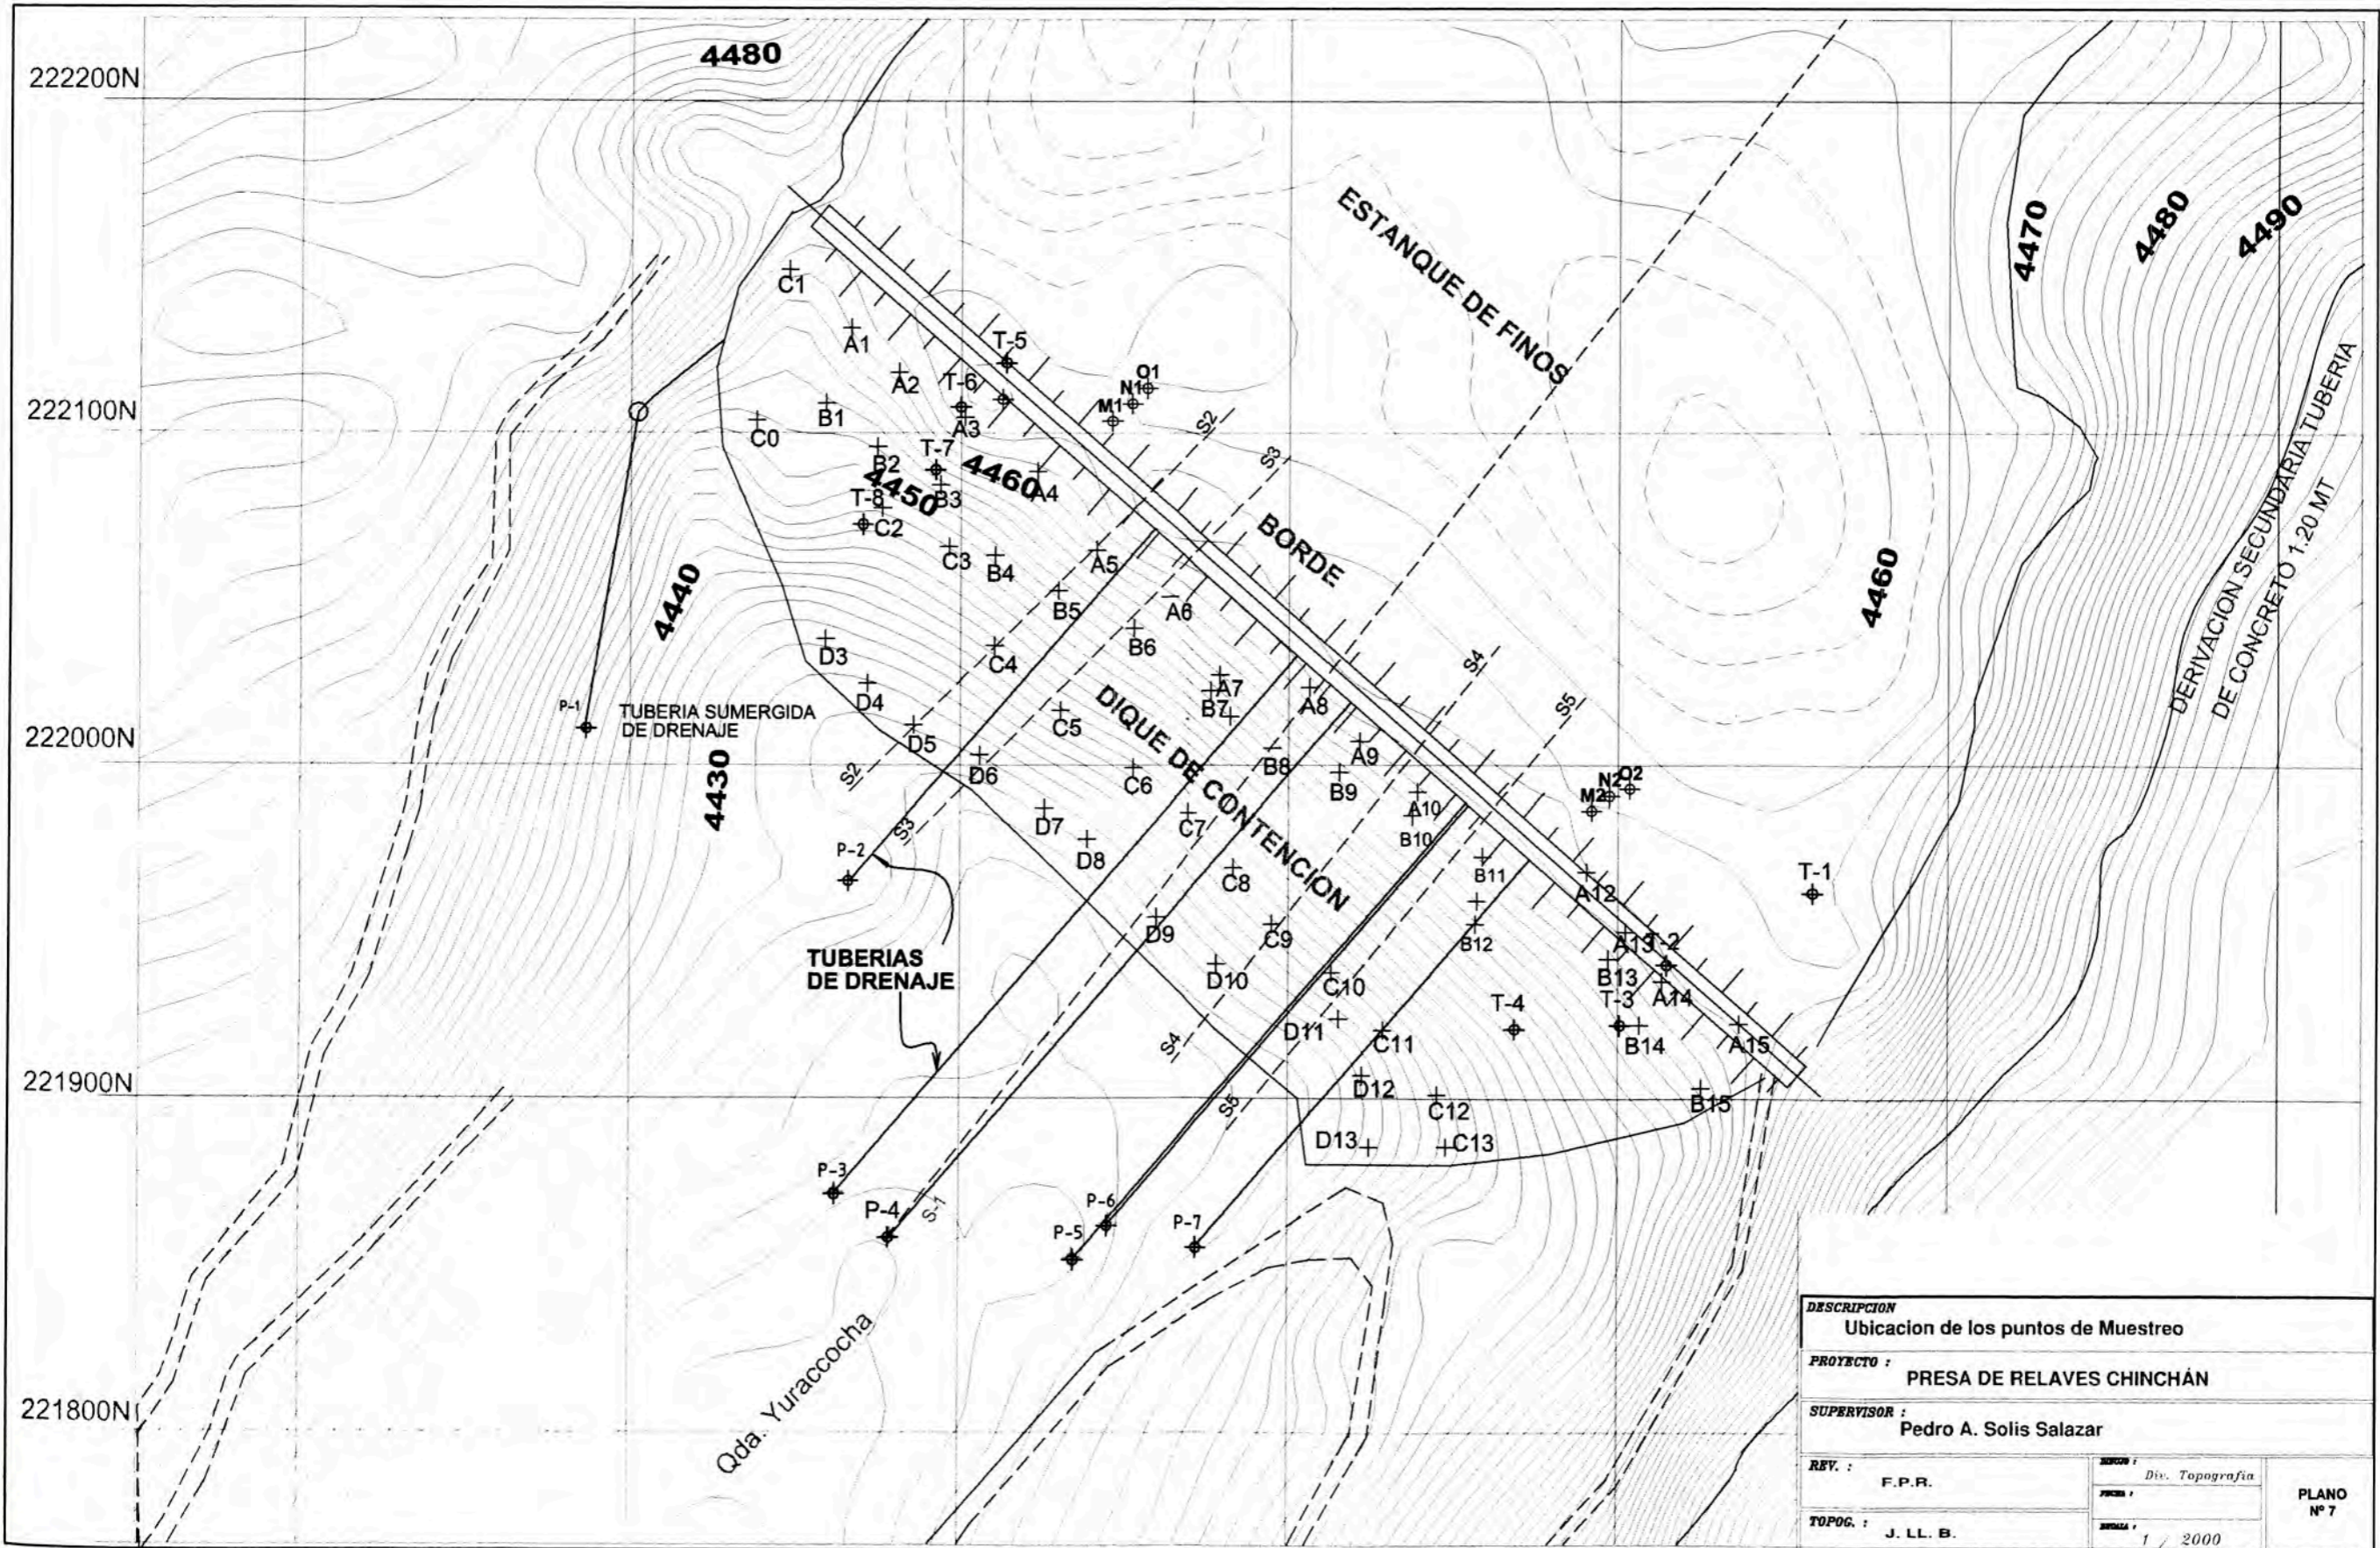 4480
222200N
4470
4480
4490
ESTANQUE DE FINOS
C1
A1
T-5
A2
T-6
O1
N1
M1
222100N
B1
C0
A3
S2
B2
T-7
4460
S3
4450
A4
B3
T-8
C2
BORDE
C3
B4
A5
4460
4440
B5
A6
B6
DERIVACION SECUNDARIA TUBERIA
DE CONCRETO 1.20 MT
D3
C4
S4
D4
A7
B7
A8
S5
P-1
TUBERIA SUMERGIDA
DE DRENAJE
C5
DIQUE DE CONTENCION
222000N
D5
A9
S2
D6
B8
4430
C6
B9
N2
O2
M2
A10
D7
C7
B10
S3
D8
P-2
C8
B11
A12
T-1
D9
C9
B12
A13
T-2
TUBERIAS
DE DRENAJE
D10
C10
B13
T-4
T-3
A14
D11
C11
B14
A15
S4
221900N
D12
C12
S5
B15
D13
C13
P-3
P-4
S-1
P-6
P-5
P-7
Qda. Yuraccocha
221800N
DESCRIPCION
Ubicacion de los puntos de Muestreo
PROYECTO :
PRESA DE RELAVES CHINCHÁN
SUPERVISOR :
Pedro A. Solis Salazar
REV. :
F.P.R.
Div. Topografia
TOPOG. :
J. LL. B.
1 / 2000
PLANO
Nº 7